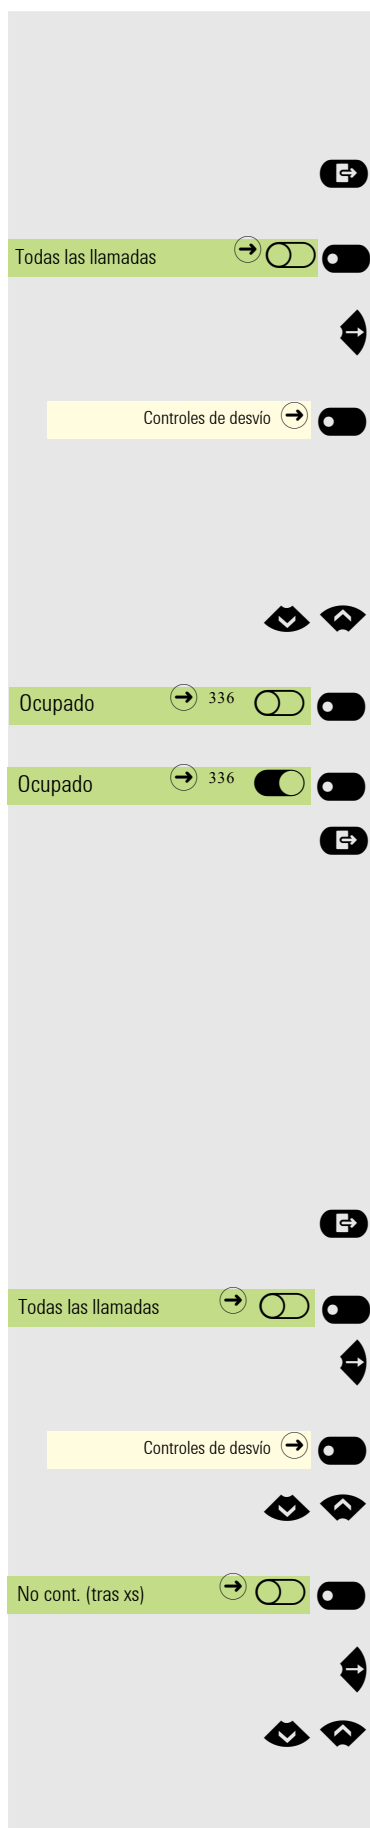 Todas las llamadas
Controles de desvío
Ocupado 336
Ocupado 336
Todas las llamadas
Controles de desvío
No cont. (tras xs)